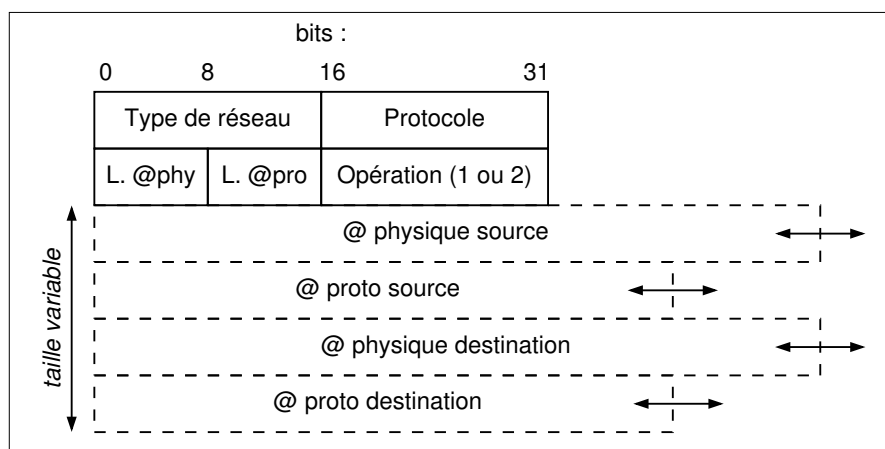 bits :
0 8 16 31
Type de réseau Protocole
L. @phy L. @pro Opération (1 ou 2)
@ physique source
@ proto source
@ physique destination
@ proto destination
taille variable